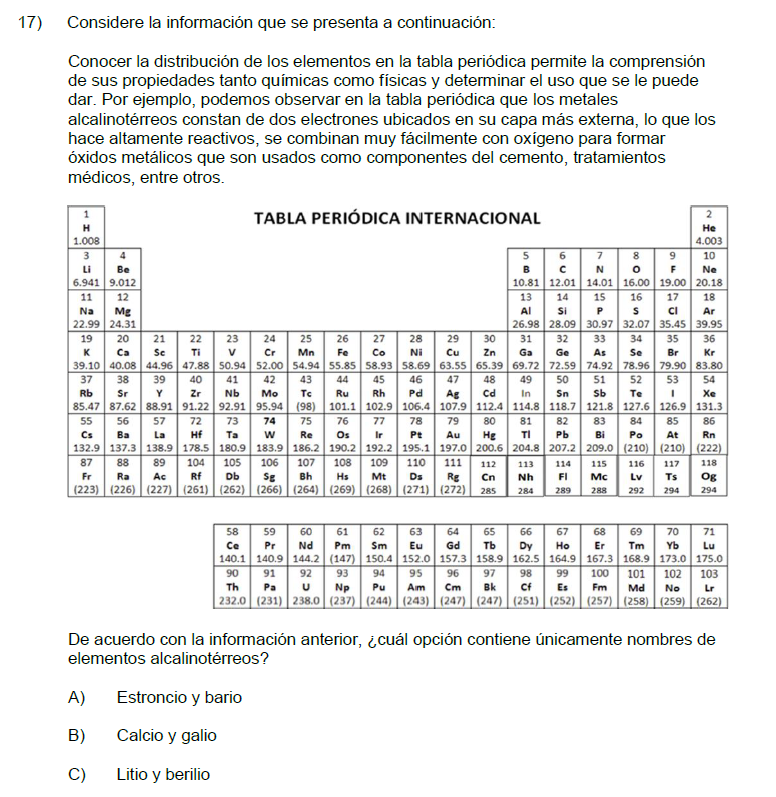 17) Considere la información que se presenta a continuación:
Conocer la distribución de los elementos en la tabla periódica permite la comprensión
de sus propiedades tanto químicas como físicas y determinar el uso que se le puede
dar. Por ejemplo, podemos observar en la tabla periódica que los metales
alcalinotérreos constan de dos electrones ubicados en su capa más externa, lo que los
hace altamente reactivos, se combinan muy fácilmente con oxígeno para formar
óxidos metálicos que son usados como componentes del cemento, tratamientos
médicos, entre otros.
TABLA PERIÓDICA INTERNACIONAL
1 2
H He
1.008 4.003
3 4 5 6 7 8 9 10
Li Be B C N O F Ne
6.941 9.012 10.81 12.01 14.01 16.00 19.00 20.18
11 12 13 14 15 16 17 18
Na Mg Al Si P S Cl Ar
22.99 24.31 26.98 28.09 30.97 32.07 35.45 39.95
19 20 21 22 23 24 25 26 27 28 29 30 31 32 33 34 35 36
K Ca Sc Ti V Cr Mn Fe Co Ni Cu Zn Ga Ge As Se Br Kr
39.10 40.08 44.96 47.88 50.94 52.00 54.94 55.85 58.93 58.69 63.55 65.39 69.72 72.59 74.92 78.96 79.90 83.80
37 38 39 40 41 42 43 44 45 46 47 48 49 50 51 52 53 54
Rb Sr Y Zr Nb Mo Tc Ru Rh Pd Ag Cd In Sn Sb Te I Xe
85.47 87.62 88.91 91.22 92.91 95.94 (98) 101.1 102.9 106.4 107.9 112.4 114.8 118.7 121.8 127.6 126.9 131.3
55 56 57 72 73 74 75 76 77 78 79 80 81 82 83 84 85 86
Cs Ba La Hf Ta W Re Os Ir Pt Au Hg Tl Pb Bi Po At Rn
132.9 137.3 138.9 178.5 180.9 183.9 186.2 190.2 192.2 195.1 197.0 200.6 204.8 207.2 209.0 (210) (210) (222)
87 88 89 104 105 106 107 108 109 110 111 112 113 114 115 116 117 118
Fr Ra Ac Rf Db Sg Bh Hs Mt Ds Rg Cn Nh Fl Mc Lv Ts Og
(223) (226) (227) (261) (262) (266) (264) (269) (268) (271) (272) 285 284 289 288 292 294 294
58 59 60 61 62 63 64 65 66 67 68 69 70 71
Ce Pr Nd Pm Sm Eu Gd Tb Dy Ho Er Tm Yb Lu
140.1 140.9 144.2 (147) 150.4 152.0 157.3 158.9 162.5 164.9 167.3 168.9 173.0 175.0
90 91 92 93 94 95 96 97 98 99 100 101 102 103
Th Pa U Np Pu Am Cm Bk Cf Es Fm Md No Lr
232.0 (231) 238.0 (237) (244) (243) (247) (247) (251) (252) (257) (258) (259) (262)
De acuerdo con la información anterior, ¿cuál opción contiene únicamente nombres de
elementos alcalinotérreos?
A) Estroncio y bario
B) Calcio y galio
C) Litio y berilio